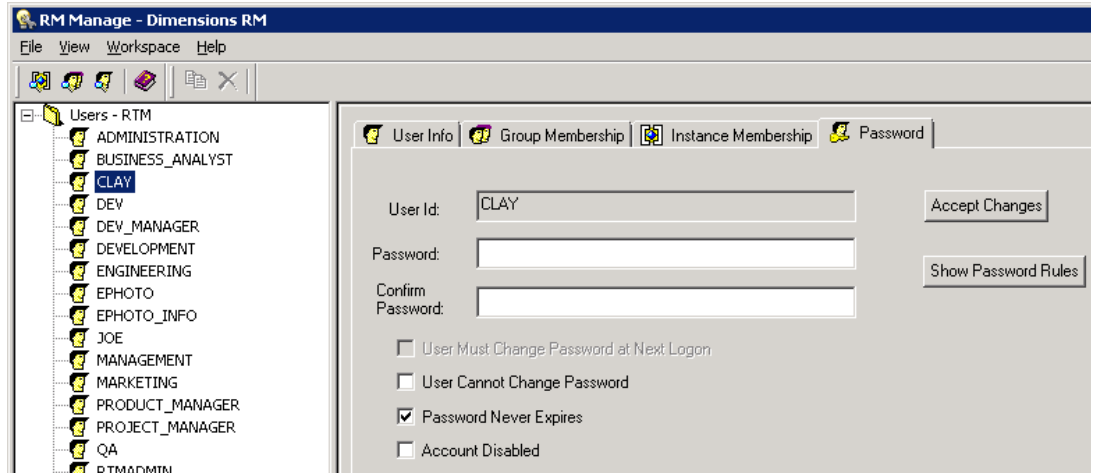 RM Manage - Dimensions RM
File View Workspace Help
Users - RTM
ADMINISTRATION
BUSINESS_ANALYST
CLAY
DEV
DEV_MANAGER
DEVELOPMENT
ENGINEERING
EPHOTO
EPHOTO_INFO
JOE
MANAGEMENT
MARKETING
PRODUCT_MANAGER
PROJECT_MANAGER
QA
RTMADMIN
User Info Group Membership Instance Membership Password
User Id: CLAY Accept Changes
Password:
Show Password Rules
Confirm
Password:
User Must Change Password at Next Logon
User Cannot Change Password
Password Never Expires
Account Disabled